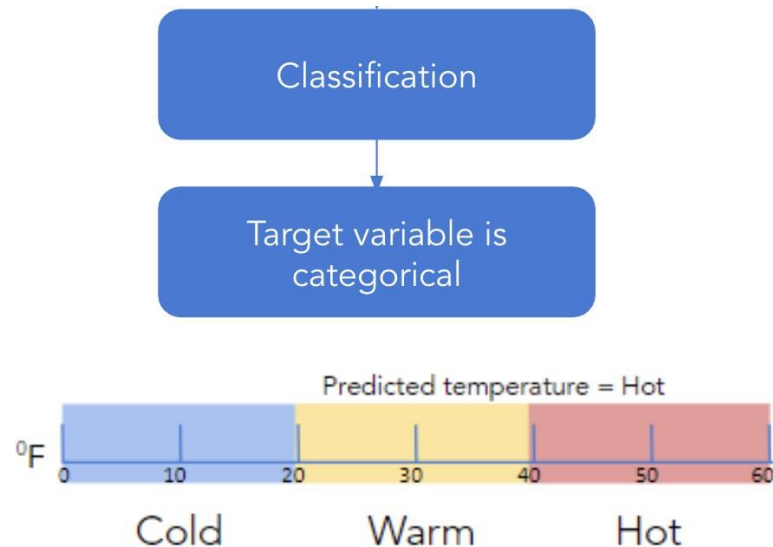 Classification
Target variable is
categorical
Predicted temperature = Hot
⁰F
0 10 20 30 40 50 60
Cold Warm Hot